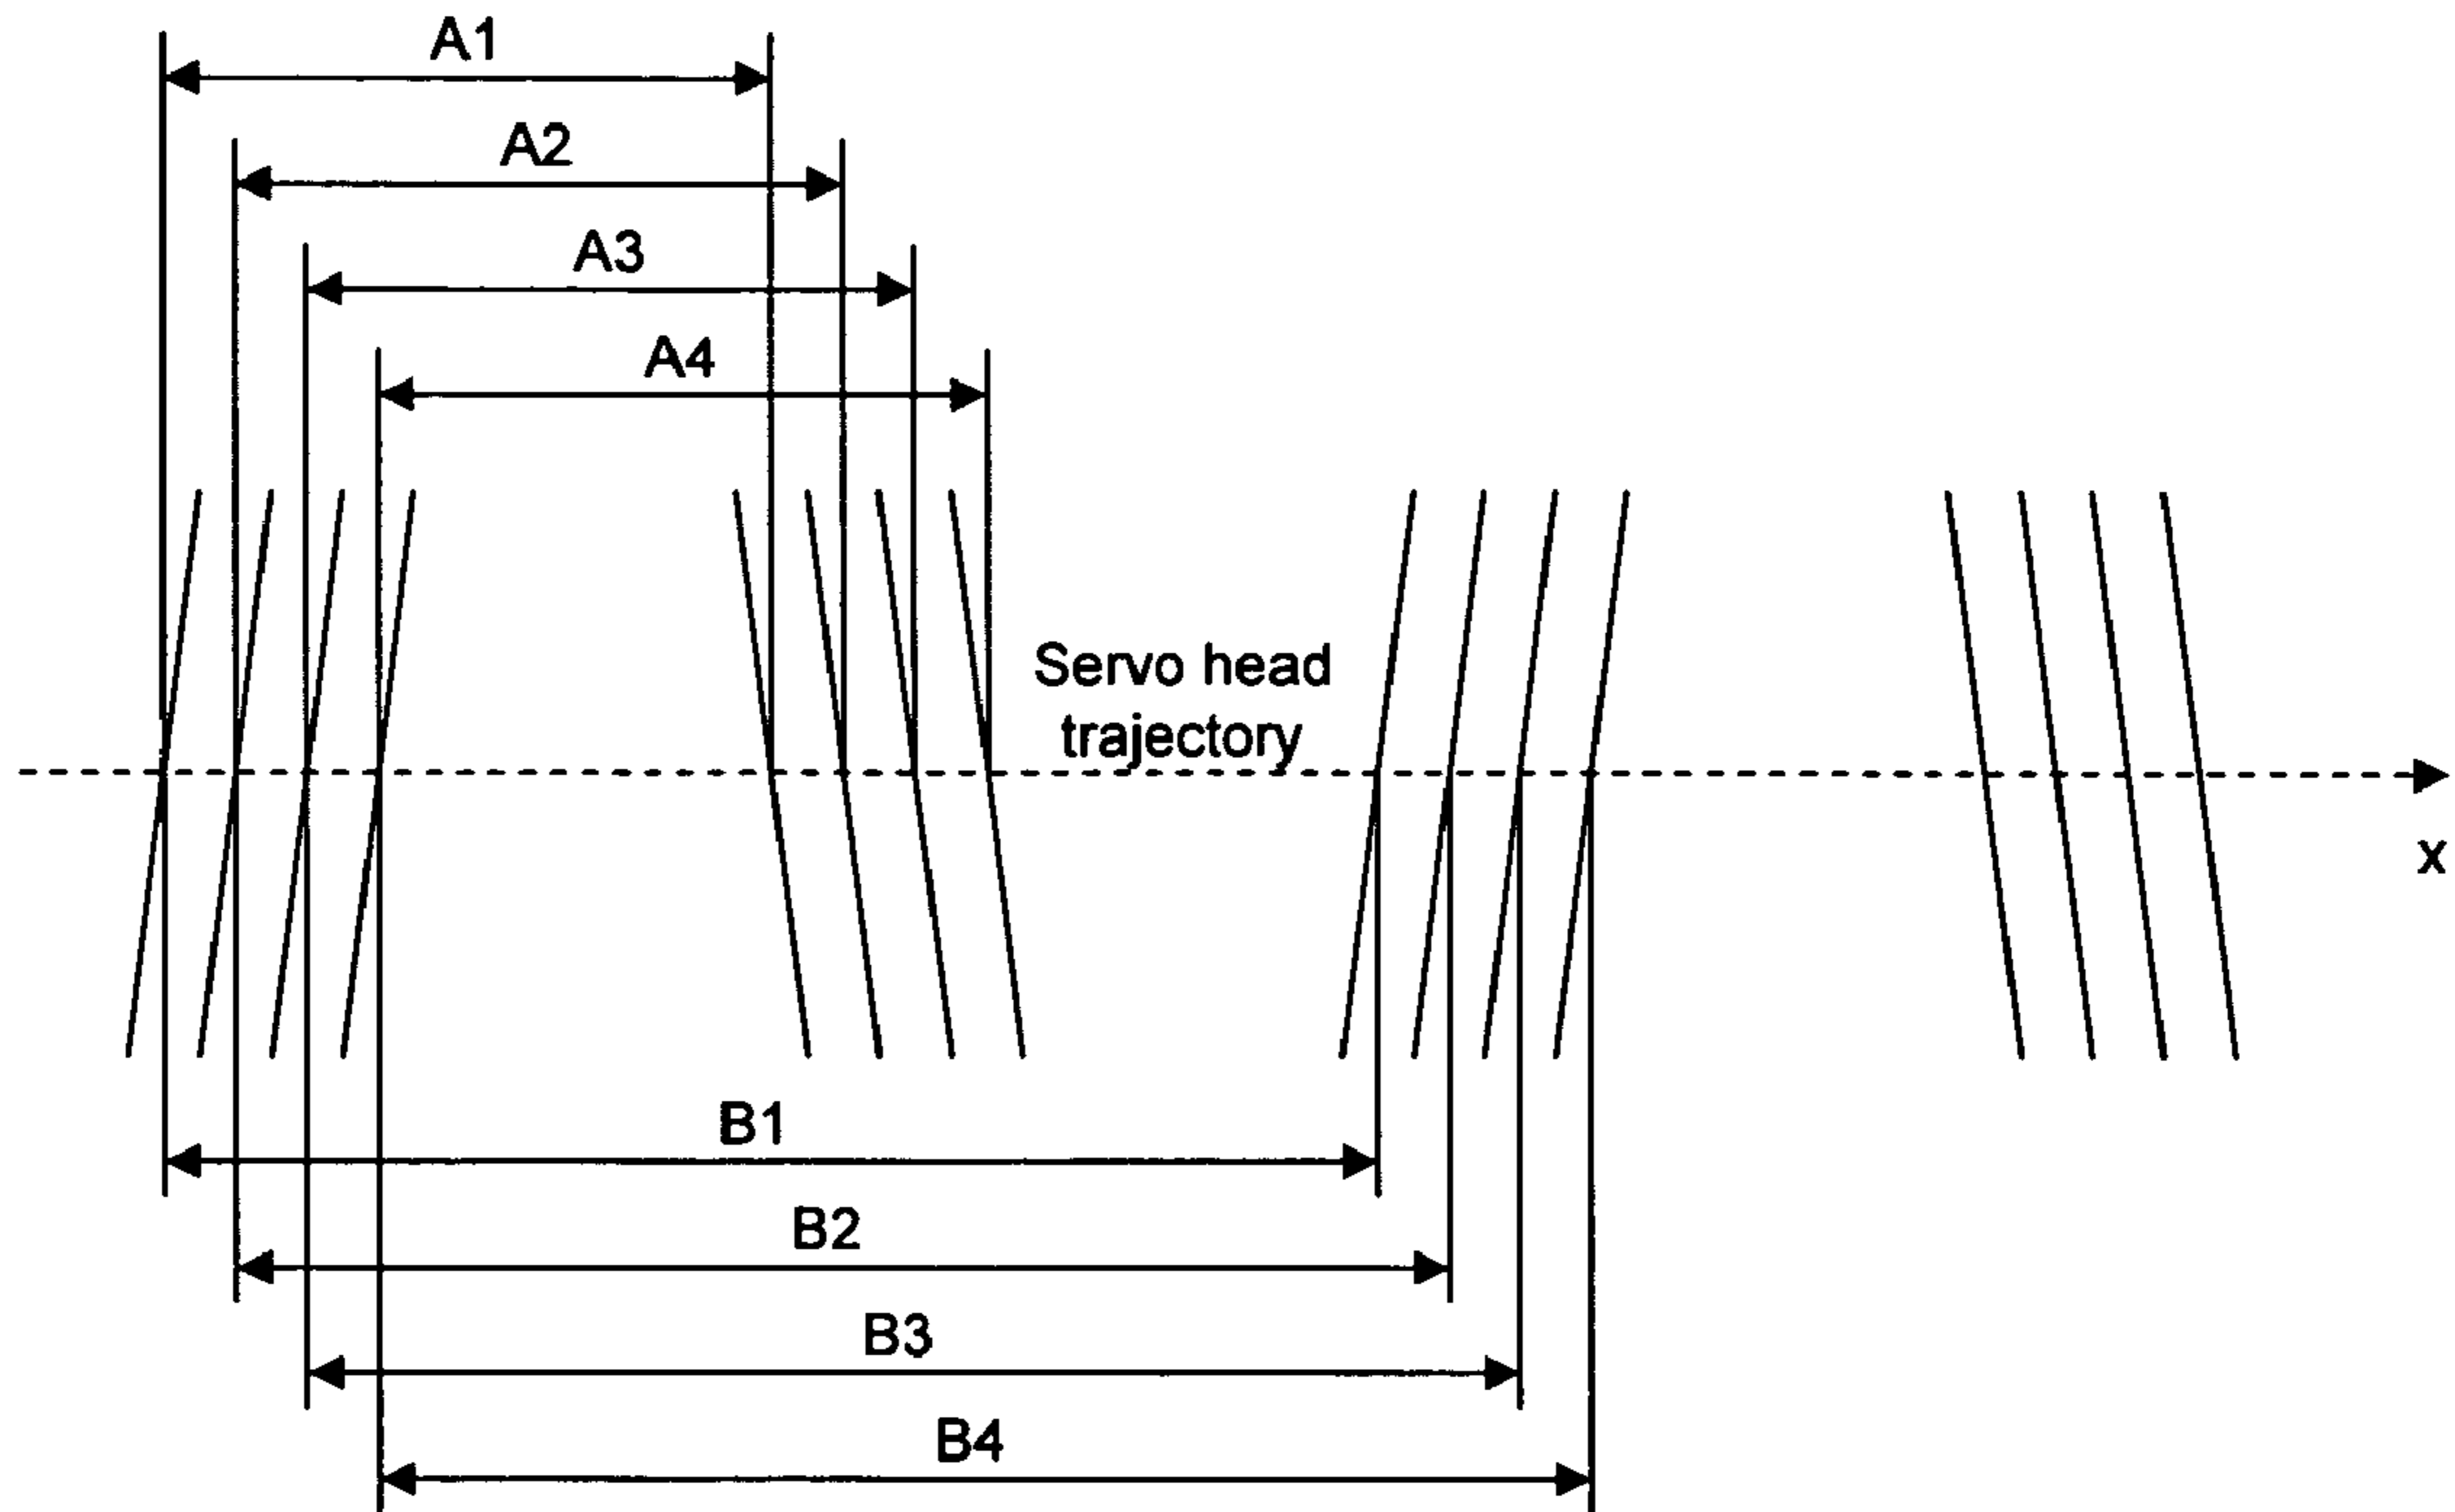 A1
A2
A3
A4
Servo head
trajectory
x
B1
B2
B3
B4